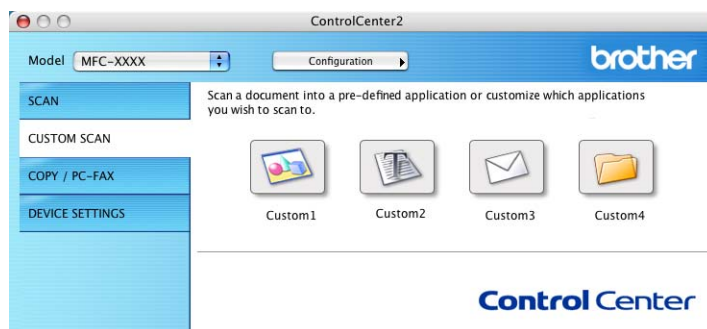 ControlCenter2
Model MFC-XXXX Configuration brother
SCAN
CUSTOM SCAN
COPY / PC-FAX
DEVICE SETTINGS
Scan a document into a pre-defined application or customize which applications
you wish to scan to.
T
Custom1 Custom2 Custom3 Custom4
Control Center